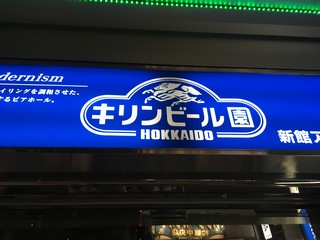 dernism
イリングを調和させた、
するビアホール。
キリンビール園
HOKKAIDO
新館ア